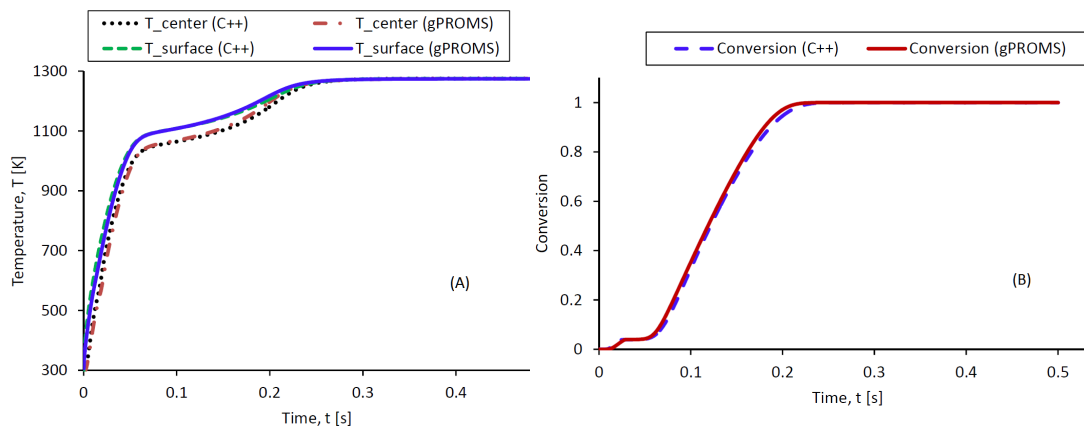 T_center (C++) T_center (gPROMS)
T_surface (C++) T_surface (gPROMS)
1300
1100
900
700
500
300
Temperature, T [K]
(A)
0 0.1 0.2 0.3 0.4
Time, t [s]
Conversion (C++) Conversion (gPROMS)
1
0.8
0.6
0.4
0.2
0
Conversion
(B)
0 0.1 0.2 0.3 0.4 0.5
Time, t [s]